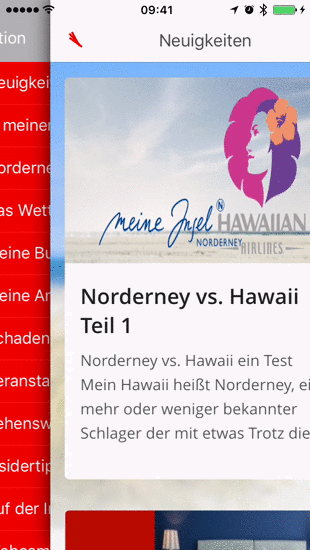 09:41
tion
Neuigkeiten
euigkei
meiner
orderne
as Wett
eine Bu
eine An
chaden
eransta
ehensw
sidertip
uf der I
meine Insel
N
NORDERNEY
HAWAIIAN
AIRLINES
Norderney vs. Hawaii
Teil 1
Norderney vs. Hawaii ein Test
Mein Hawaii heißt Norderney, ei
mehr oder weniger bekannter
Schlager der mit etwas Trotz die